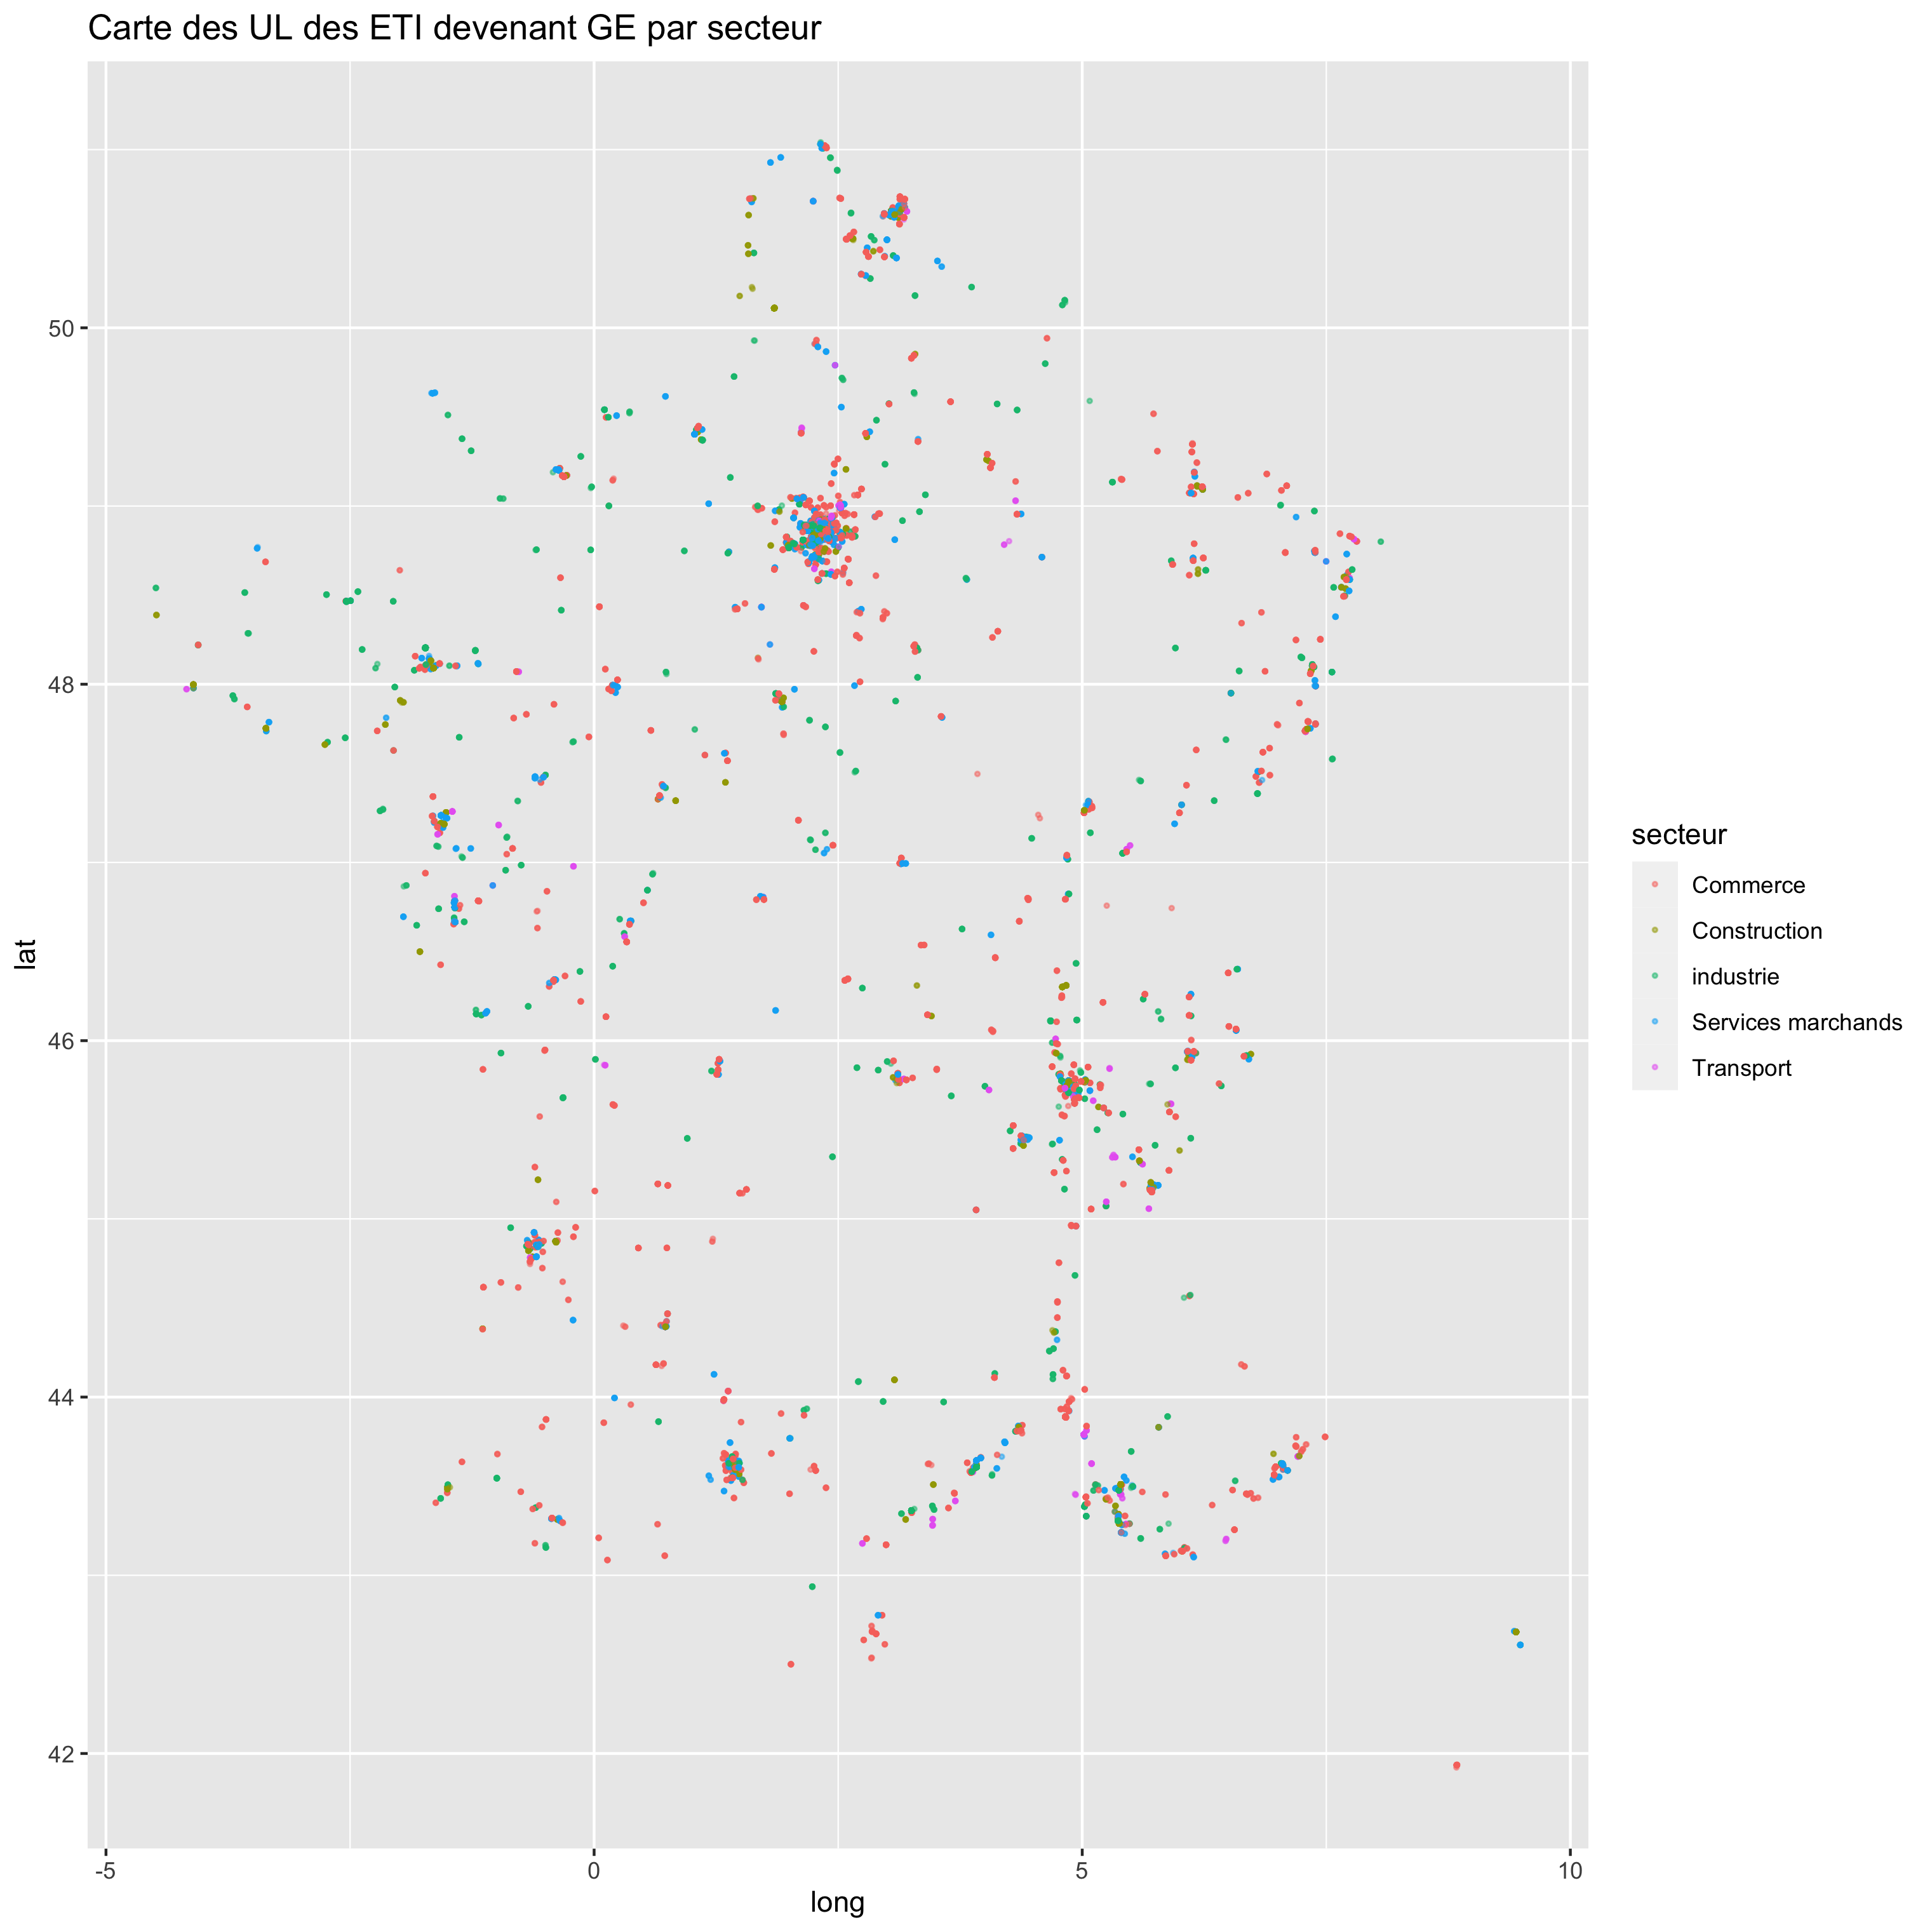 Carte des UL des ETI devenant GE par secteur
50
48
46
44
42
lat
-5
0
5
10
long
secteur
Commerce
Construction
industrie
Services marchands
Transport